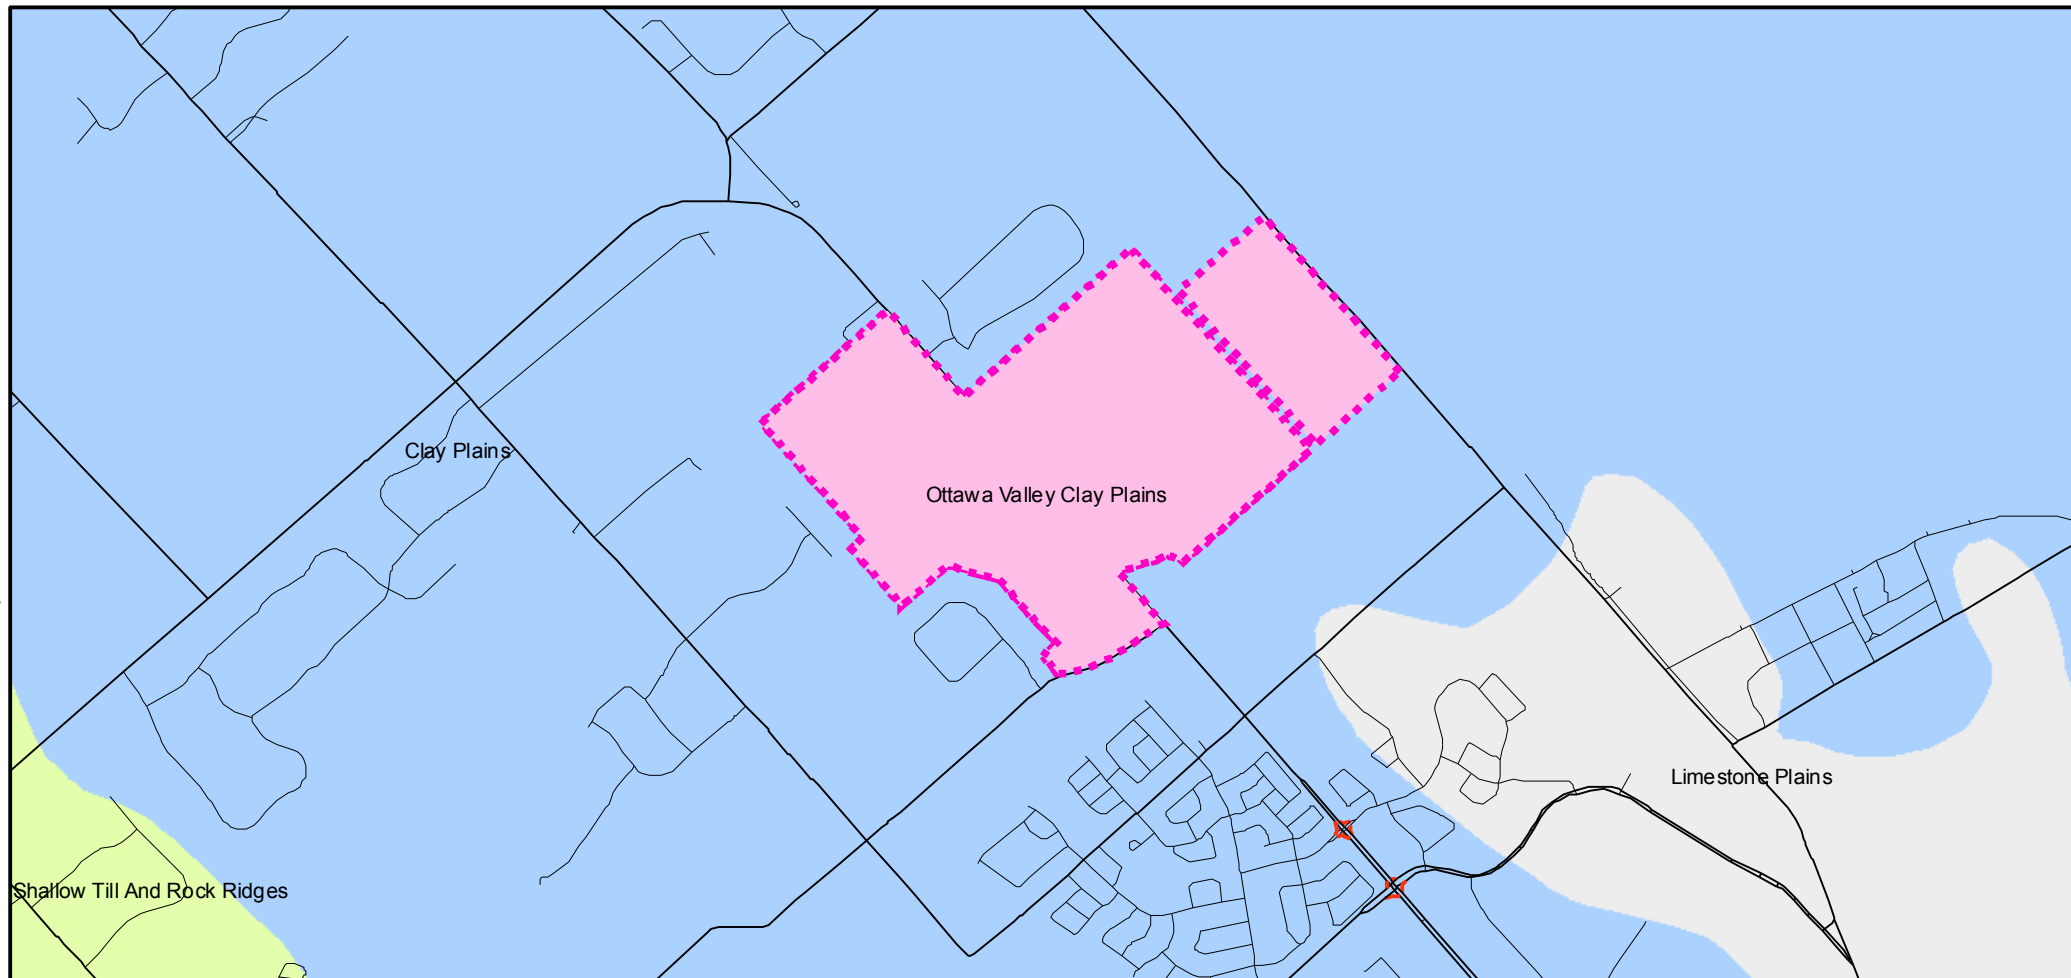 Clay Plains
Ottawa Valley Clay Plains
Limestone Plains
Shallow Till And Rock Ridges